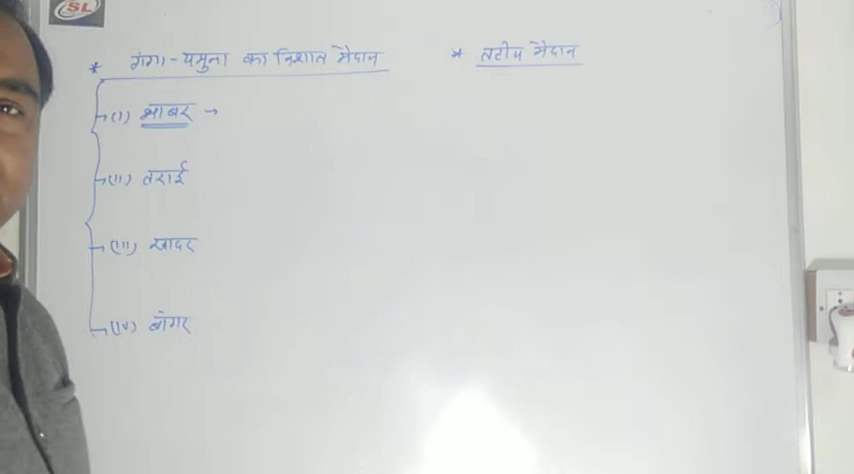 SL
* गंगा-यमुना का विशाल मैदान
(I) भाबर →
(II) तराई
(III) खादर
(IV) बांगर
* तटीय मैदान